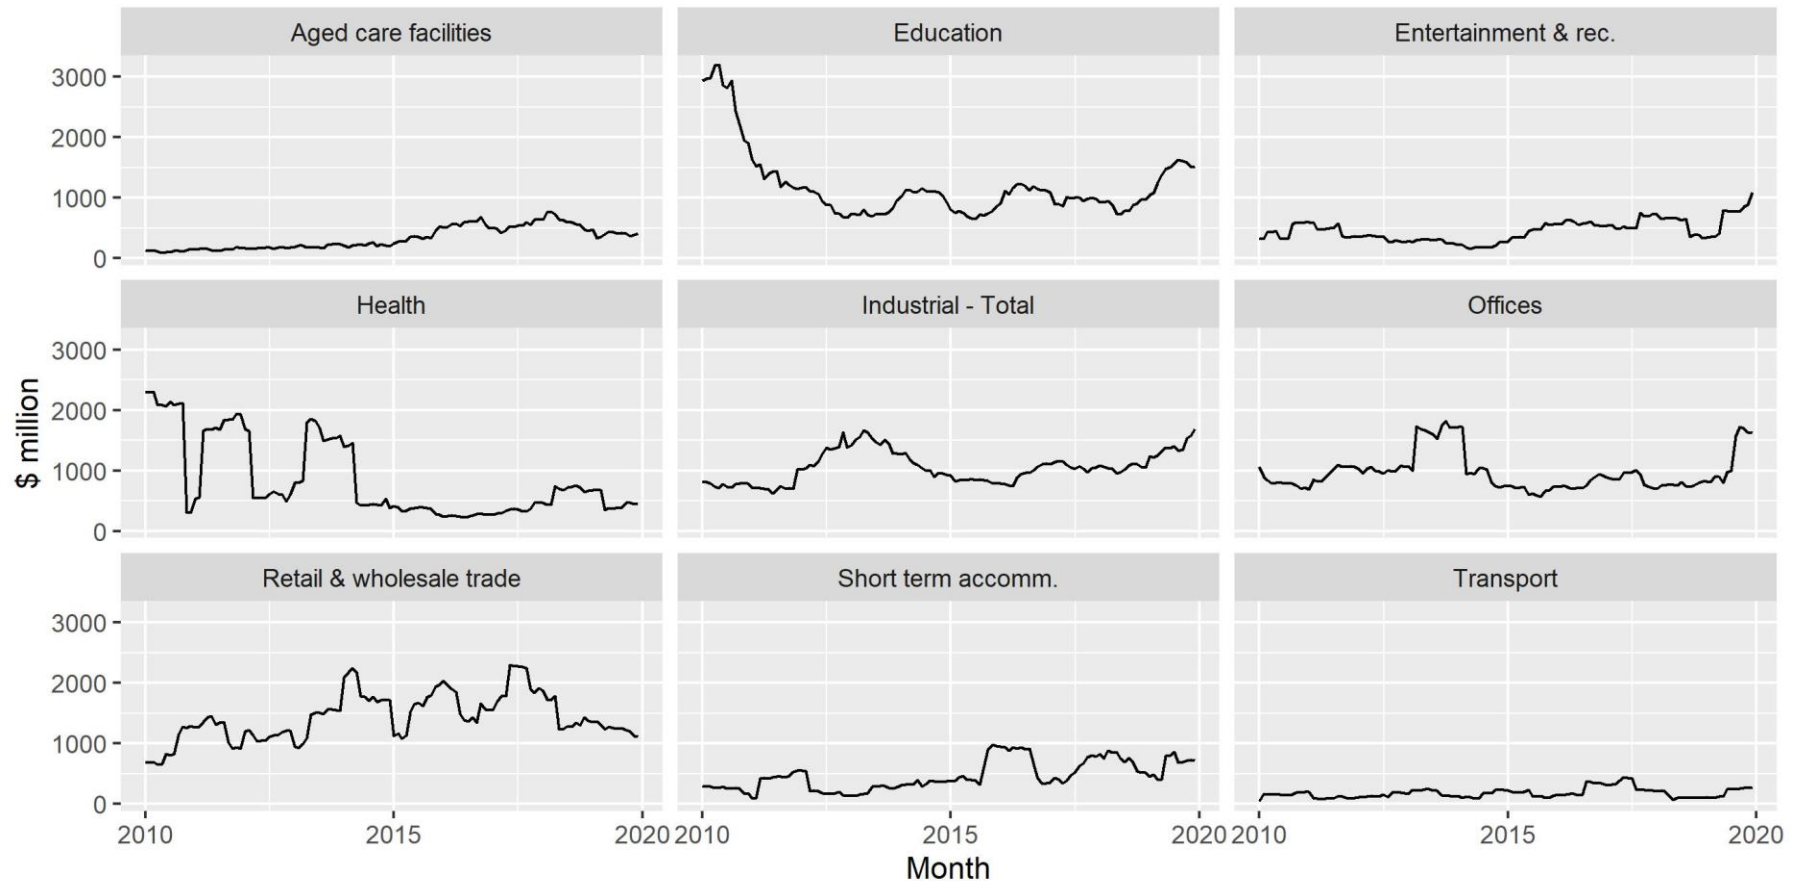 Aged care facilities
Education
Entertainment & rec.
3000
2000
1000
0
Health
Industrial - Total
Offices
3000
2000
1000
0
$ million
Retail & wholesale trade
Short term accomm.
Transport
3000
2000
1000
0
2010 2015 2020 2010 2015 2020 2010 2015 2020
Month